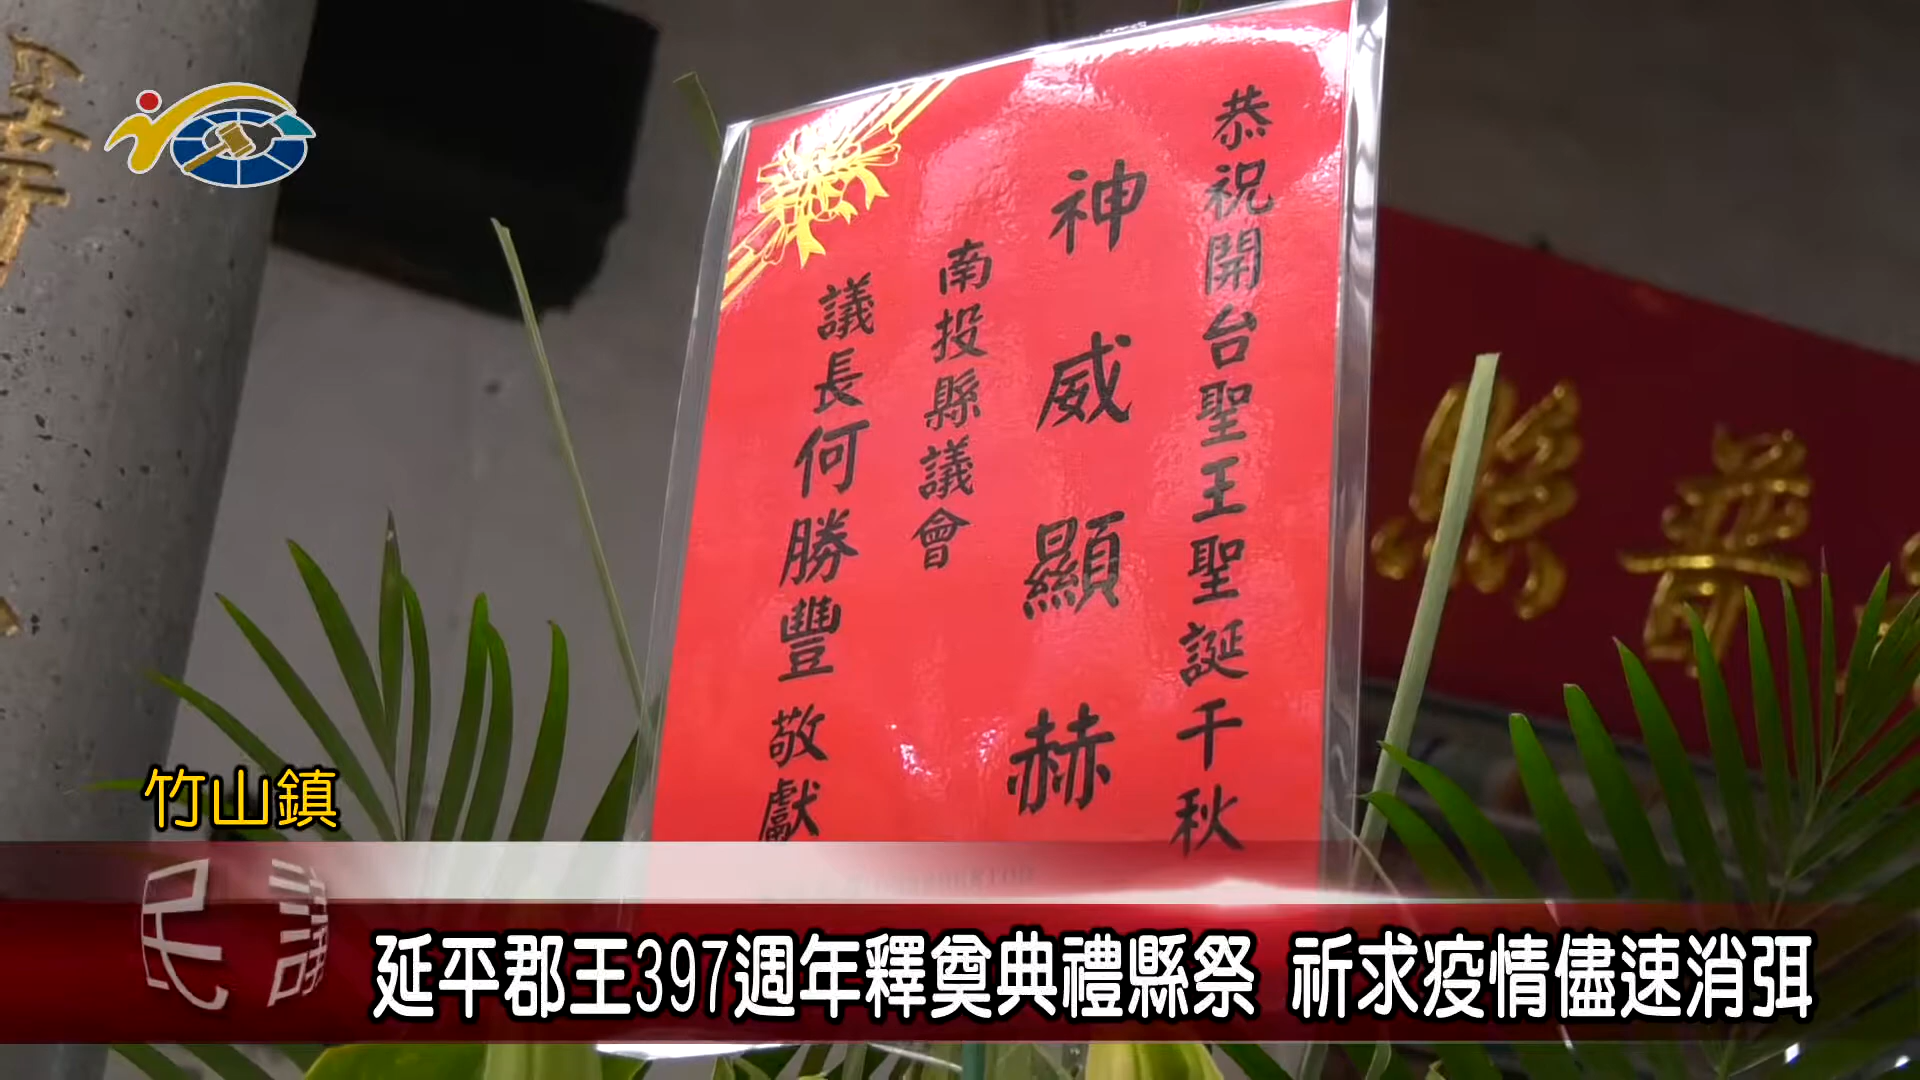 恭祝開台聖王聖誕千秋
神威顯赫
南投縣議會
議長何勝豐敬獻
竹山鎮
民議
延平郡王397週年釋奠典禮縣祭 祈求疫情儘速消弭